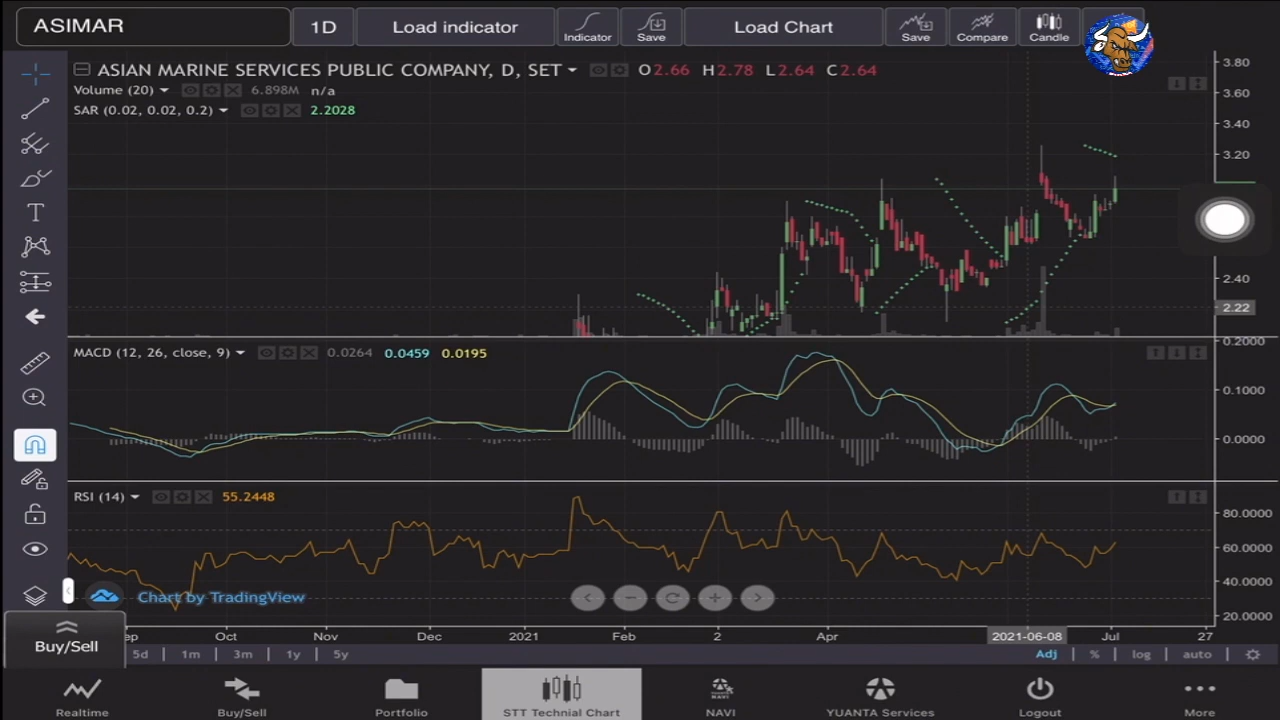 ASIMAR
1D
Load indicator
Indicator
Save
Load Chart
Save
Compare
Candle
ASIAN MARINE SERVICES PUBLIC COMPANY, D, SET O2.66 H2.78 L2.64 C2.64
Volume (20) 6.898M n/a
SAR (0.02, 0.02, 0.2) 2.2028
3.80
3.60
3.40
3.20
2.40
2.22
MACD (12, 26, close, 9) 0.0264 0.0459 0.0195
0.2000
0.1000
0.0000
RSI (14) 55.2448
80.0000
60.0000
40.0000
20.0000
Chart by TradingView
ep Oct Nov Dec 2021 Feb 2 Apr 2021-06-08 Jul 27
Buy/Sell
5d 1m 3m 1y 5y Adj % log auto
Realtime
Buy/Sell
Portfolio
STT Technial Chart
NAVI
YUANTA Services
Logout
More